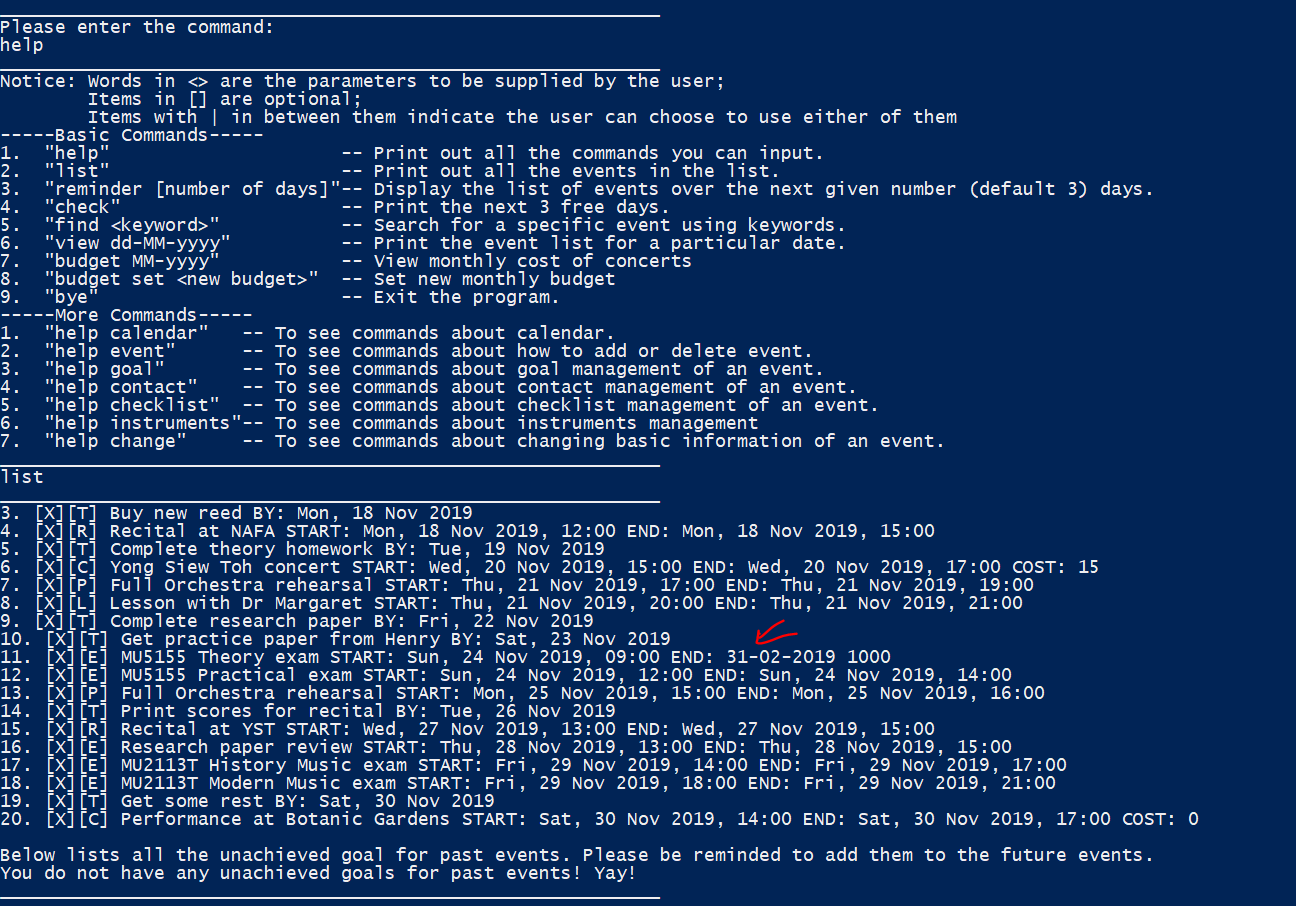 Please enter the command:
help
Notice: Words in <> are the parameters to be supplied by the user;
        Items in [] are optional;
        Items with | in between them indicate the user can choose to use either of them
-----Basic Commands-----
1.  "help"                     -- Print out all the commands you can input.
2.  "list"                     -- Print out all the events in the list.
3.  "reminder [number of days]"-- Display the list of events over the next given number (default 3) days.
4.  "check"                    -- Print the next 3 free days.
5.  "find <keyword>"           -- Search for a specific event using keywords.
6.  "view dd-MM-yyyy"          -- Print the event list for a particular date.
7.  "budget MM-yyyy"           -- View monthly cost of concerts
8.  "budget set <new budget>"  -- Set new monthly budget
9.  "bye"                      -- Exit the program.
-----More Commands-----
1.  "help calendar"   -- To see commands about calendar.
2.  "help event"      -- To see commands about how to add or delete event.
3.  "help goal"       -- To see commands about goal management of an event.
4.  "help contact"    -- To see commands about contact management of an event.
5.  "help checklist"  -- To see commands about checklist management of an event.
6.  "help instruments"-- To see commands about instruments management
7.  "help change"     -- To see commands about changing basic information of an event.
list
3. [X][T] Buy new reed BY: Mon, 18 Nov 2019
4. [X][R] Recital at NAFA START: Mon, 18 Nov 2019, 12:00 END: Mon, 18 Nov 2019, 15:00
5. [X][T] Complete theory homework BY: Tue, 19 Nov 2019
6. [X][C] Yong Siew Toh concert START: Wed, 20 Nov 2019, 15:00 END: Wed, 20 Nov 2019, 17:00 COST: 15
7. [X][P] Full Orchestra rehearsal START: Thu, 21 Nov 2019, 17:00 END: Thu, 21 Nov 2019, 19:00
8. [X][L] Lesson with Dr Margaret START: Thu, 21 Nov 2019, 20:00 END: Thu, 21 Nov 2019, 21:00
9. [X][T] Complete research paper BY: Fri, 22 Nov 2019
10. [X][T] Get practice paper from Henry BY: Sat, 23 Nov 2019
11. [X][E] MU5155 Theory exam START: Sun, 24 Nov 2019, 09:00 END: 31-02-2019 1000
12. [X][E] MU5155 Practical exam START: Sun, 24 Nov 2019, 12:00 END: Sun, 24 Nov 2019, 14:00
13. [X][P] Full Orchestra rehearsal START: Mon, 25 Nov 2019, 15:00 END: Mon, 25 Nov 2019, 16:00
14. [X][T] Print scores for recital BY: Tue, 26 Nov 2019
15. [X][R] Recital at YST START: Wed, 27 Nov 2019, 13:00 END: Wed, 27 Nov 2019, 15:00
16. [X][E] Research paper review START: Thu, 28 Nov 2019, 13:00 END: Thu, 28 Nov 2019, 15:00
17. [X][E] MU2113T History Music exam START: Fri, 29 Nov 2019, 14:00 END: Fri, 29 Nov 2019, 17:00
18. [X][E] MU2113T Modern Music exam START: Fri, 29 Nov 2019, 18:00 END: Fri, 29 Nov 2019, 21:00
19. [X][T] Get some rest BY: Sat, 30 Nov 2019
20. [X][C] Performance at Botanic Gardens START: Sat, 30 Nov 2019, 14:00 END: Sat, 30 Nov 2019, 17:00 COST: 0
Below lists all the unachieved goal for past events. Please be reminded to add them to the future events.
You do not have any unachieved goals for past events! Yay!